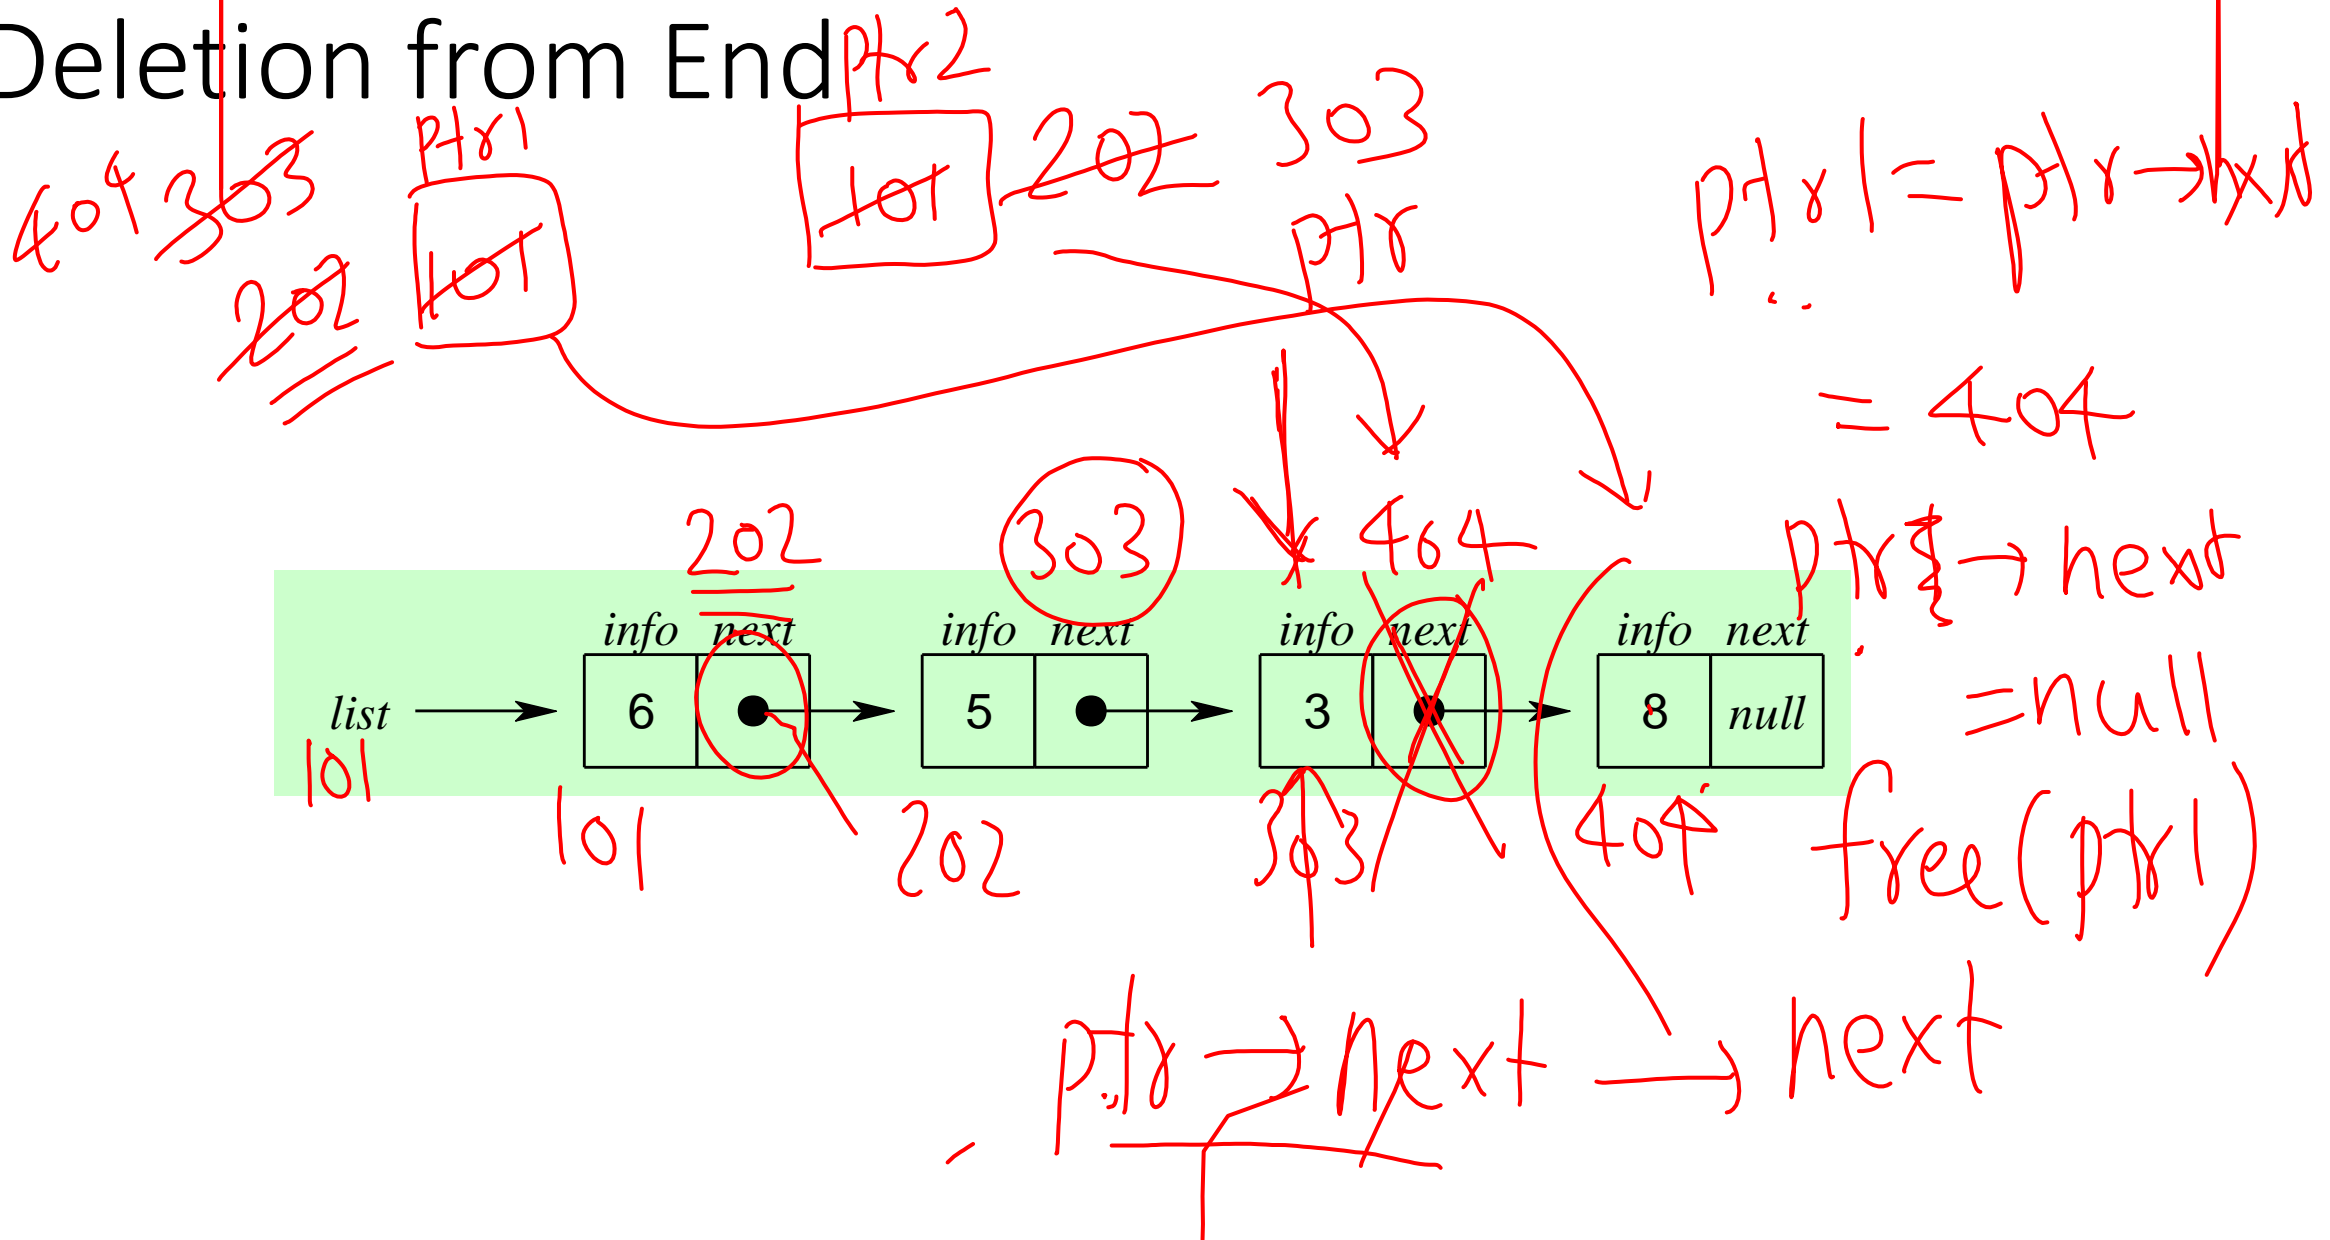 Deletion from End
ptr2
ptr1
404 303
101
202 303
202
101
ptr
ptr1 = ptr → next
= 404
202
303
404
ptr → next
= null
info next info next info next info next
list 6 5 3 8 null
101
101
202
303
404
free(ptr1)
ptr → next → next